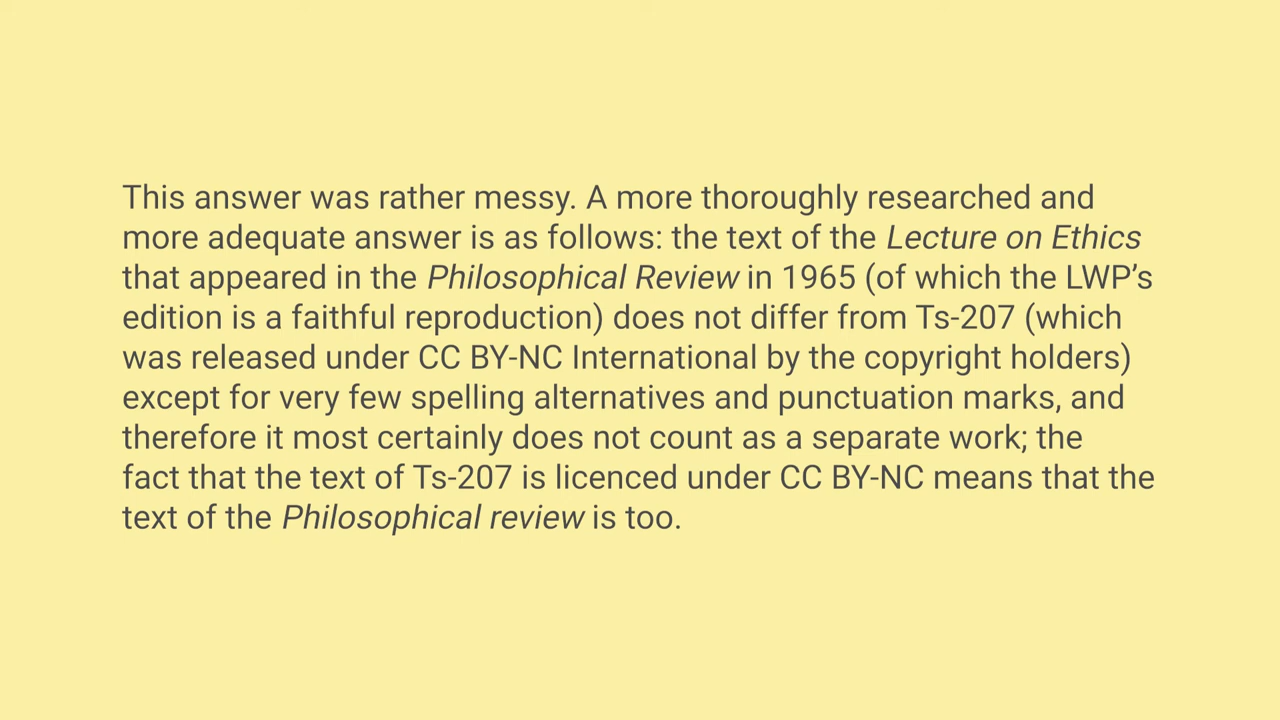 This answer was rather messy. A more thoroughly researched and
more adequate answer is as follows: the text of the Lecture on Ethics
that appeared in the Philosophical Review in 1965 (of which the LWP’s
edition is a faithful reproduction) does not differ from Ts-207 (which
was released under CC BY-NC International by the copyright holders)
except for very few spelling alternatives and punctuation marks, and
therefore it most certainly does not count as a separate work; the
fact that the text of Ts-207 is licenced under CC BY-NC means that the
text of the Philosophical review is too.